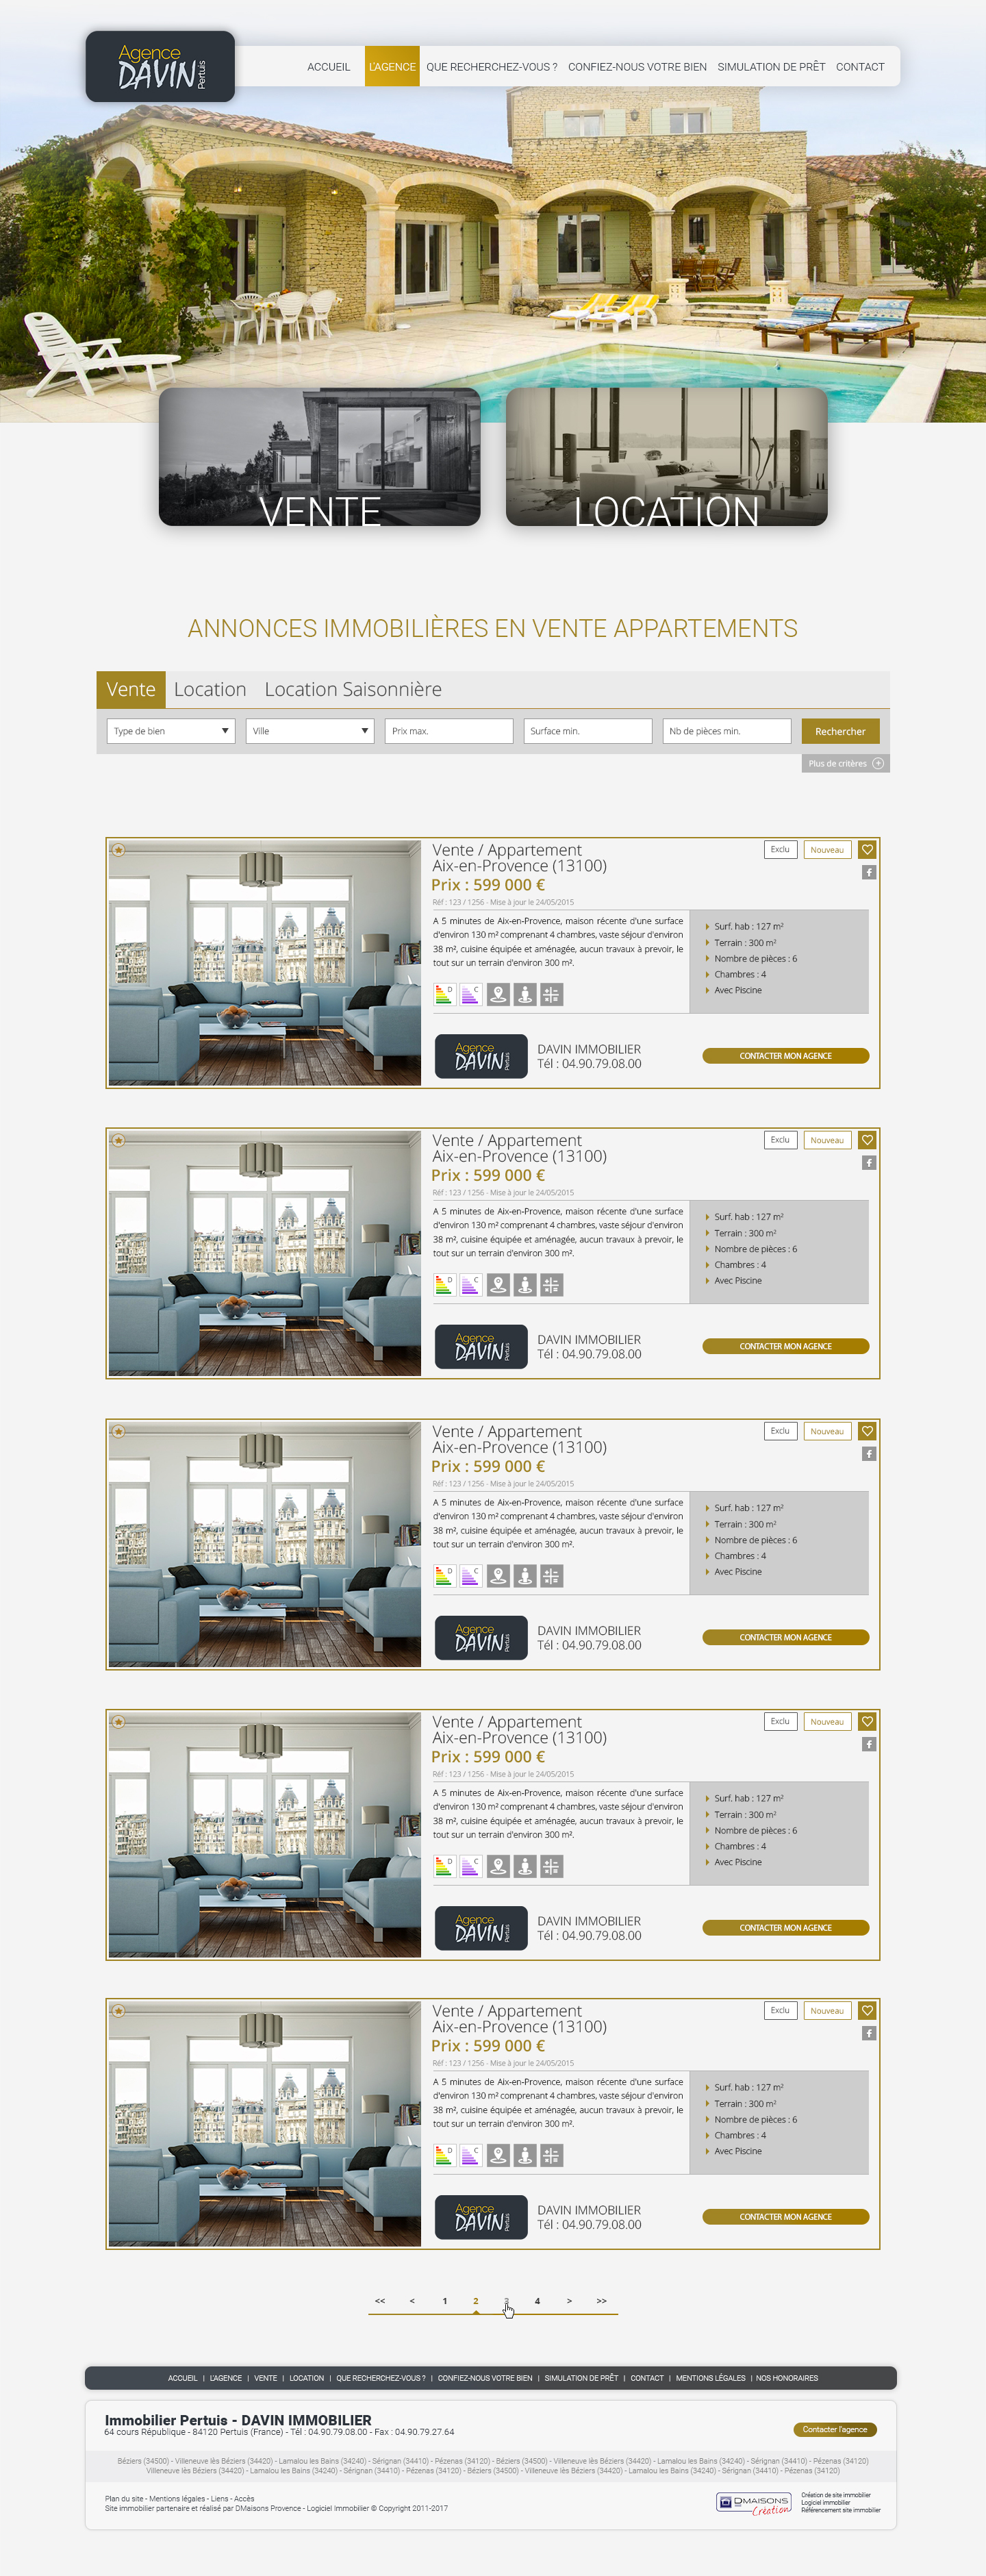 Agence
DAVIN
Pertuis
ACCUEIL L'AGENCE QUE RECHERCHEZ-VOUS ? CONFIEZ-NOUS VOTRE BIEN SIMULATION DE PRÊT CONTACT
VENTE
LOCATION
ANNONCES IMMOBILIÈRES EN VENTE APPARTEMENTS
Vente Location Location Saisonnière
Type de bien Ville Prix max. Surface min. Nb de pièces min. Rechercher
Plus de critères
Vente / Appartement
Aix-en-Provence (13100)
Prix : 599 000 €
Réf : 123 / 1256 - Mise à jour le 24/05/2015
Exclu Nouveau
A 5 minutes de Aix-en-Provence, maison récente d'une surface
d'environ 130 m² comprenant 4 chambres, vaste séjour d'environ
38 m², cuisine équipée et aménagée, aucun travaux à prevoir, le
tout sur un terrain d'environ 300 m².
D C
Surf. hab : 127 m²
Terrain : 300 m²
Nombre de pièces : 6
Chambres : 4
Avec Piscine
Agence
DAVIN
Pertuis
DAVIN IMMOBILIER
Tél : 04.90.79.08.00
CONTACTER MON AGENCE
Vente / Appartement
Aix-en-Provence (13100)
Prix : 599 000 €
Réf : 123 / 1256 - Mise à jour le 24/05/2015
Exclu Nouveau
A 5 minutes de Aix-en-Provence, maison récente d'une surface
d'environ 130 m² comprenant 4 chambres, vaste séjour d'environ
38 m², cuisine équipée et aménagée, aucun travaux à prevoir, le
tout sur un terrain d'environ 300 m².
D C
Surf. hab : 127 m²
Terrain : 300 m²
Nombre de pièces : 6
Chambres : 4
Avec Piscine
Agence
DAVIN
Pertuis
DAVIN IMMOBILIER
Tél : 04.90.79.08.00
CONTACTER MON AGENCE
Vente / Appartement
Aix-en-Provence (13100)
Prix : 599 000 €
Réf : 123 / 1256 - Mise à jour le 24/05/2015
Exclu Nouveau
A 5 minutes de Aix-en-Provence, maison récente d'une surface
d'environ 130 m² comprenant 4 chambres, vaste séjour d'environ
38 m², cuisine équipée et aménagée, aucun travaux à prevoir, le
tout sur un terrain d'environ 300 m².
D C
Surf. hab : 127 m²
Terrain : 300 m²
Nombre de pièces : 6
Chambres : 4
Avec Piscine
Agence
DAVIN
Pertuis
DAVIN IMMOBILIER
Tél : 04.90.79.08.00
CONTACTER MON AGENCE
Vente / Appartement
Aix-en-Provence (13100)
Prix : 599 000 €
Réf : 123 / 1256 - Mise à jour le 24/05/2015
Exclu Nouveau
A 5 minutes de Aix-en-Provence, maison récente d'une surface
d'environ 130 m² comprenant 4 chambres, vaste séjour d'environ
38 m², cuisine équipée et aménagée, aucun travaux à prevoir, le
tout sur un terrain d'environ 300 m².
D C
Surf. hab : 127 m²
Terrain : 300 m²
Nombre de pièces : 6
Chambres : 4
Avec Piscine
Agence
DAVIN
Pertuis
DAVIN IMMOBILIER
Tél : 04.90.79.08.00
CONTACTER MON AGENCE
Vente / Appartement
Aix-en-Provence (13100)
Prix : 599 000 €
Réf : 123 / 1256 - Mise à jour le 24/05/2015
Exclu Nouveau
A 5 minutes de Aix-en-Provence, maison récente d'une surface
d'environ 130 m² comprenant 4 chambres, vaste séjour d'environ
38 m², cuisine équipée et aménagée, aucun travaux à prevoir, le
tout sur un terrain d'environ 300 m².
D C
Surf. hab : 127 m²
Terrain : 300 m²
Nombre de pièces : 6
Chambres : 4
Avec Piscine
Agence
DAVIN
Pertuis
DAVIN IMMOBILIER
Tél : 04.90.79.08.00
CONTACTER MON AGENCE
<< < 1 2 3 4 > >>
ACCUEIL | L'AGENCE | VENTE | LOCATION | QUE RECHERCHEZ-VOUS ? | CONFIEZ-NOUS VOTRE BIEN | SIMULATION DE PRÊT | CONTACT | MENTIONS LÉGALES | NOS HONORAIRES
Immobilier Pertuis - DAVIN IMMOBILIER
64 cours République - 84120 Pertuis (France) - Tél : 04.90.79.08.00 - Fax : 04.90.79.27.64
Contacter l'agence
Béziers (34500) - Villeneuve lès Béziers (34420) - Lamalou les Bains (34240) - Sérignan (34410) - Pézenas (34120) - Béziers (34500) - Villeneuve lès Béziers (34420) - Lamalou les Bains (34240) - Sérignan (34410) - Pézenas (34120)
Villeneuve lès Béziers (34420) - Lamalou les Bains (34240) - Sérignan (34410) - Pézenas (34120) - Béziers (34500) - Villeneuve lès Béziers (34420) - Lamalou les Bains (34240) - Sérignan (34410) - Pézenas (34120)
Plan du site - Mentions légales - Liens - Accès
Site immobilier partenaire et réalisé par DMaisons Provence - Logiciel Immobilier © Copyright 2011-2017
DMAISONS
Création
Création de site immobilier
Logiciel immobilier
Référencement site immobilier